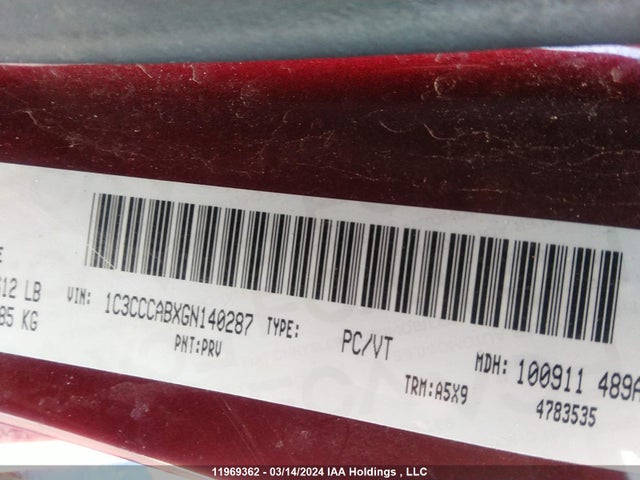 E
612 LB
85 KG
VIN: 1C3CCCABXGN140287 TYPE: PC/VT MDH: 100911 489A
PNT:PRV TRM:A5X9 4783535
11969362 - 03/14/2024 IAA Holdings , LLC